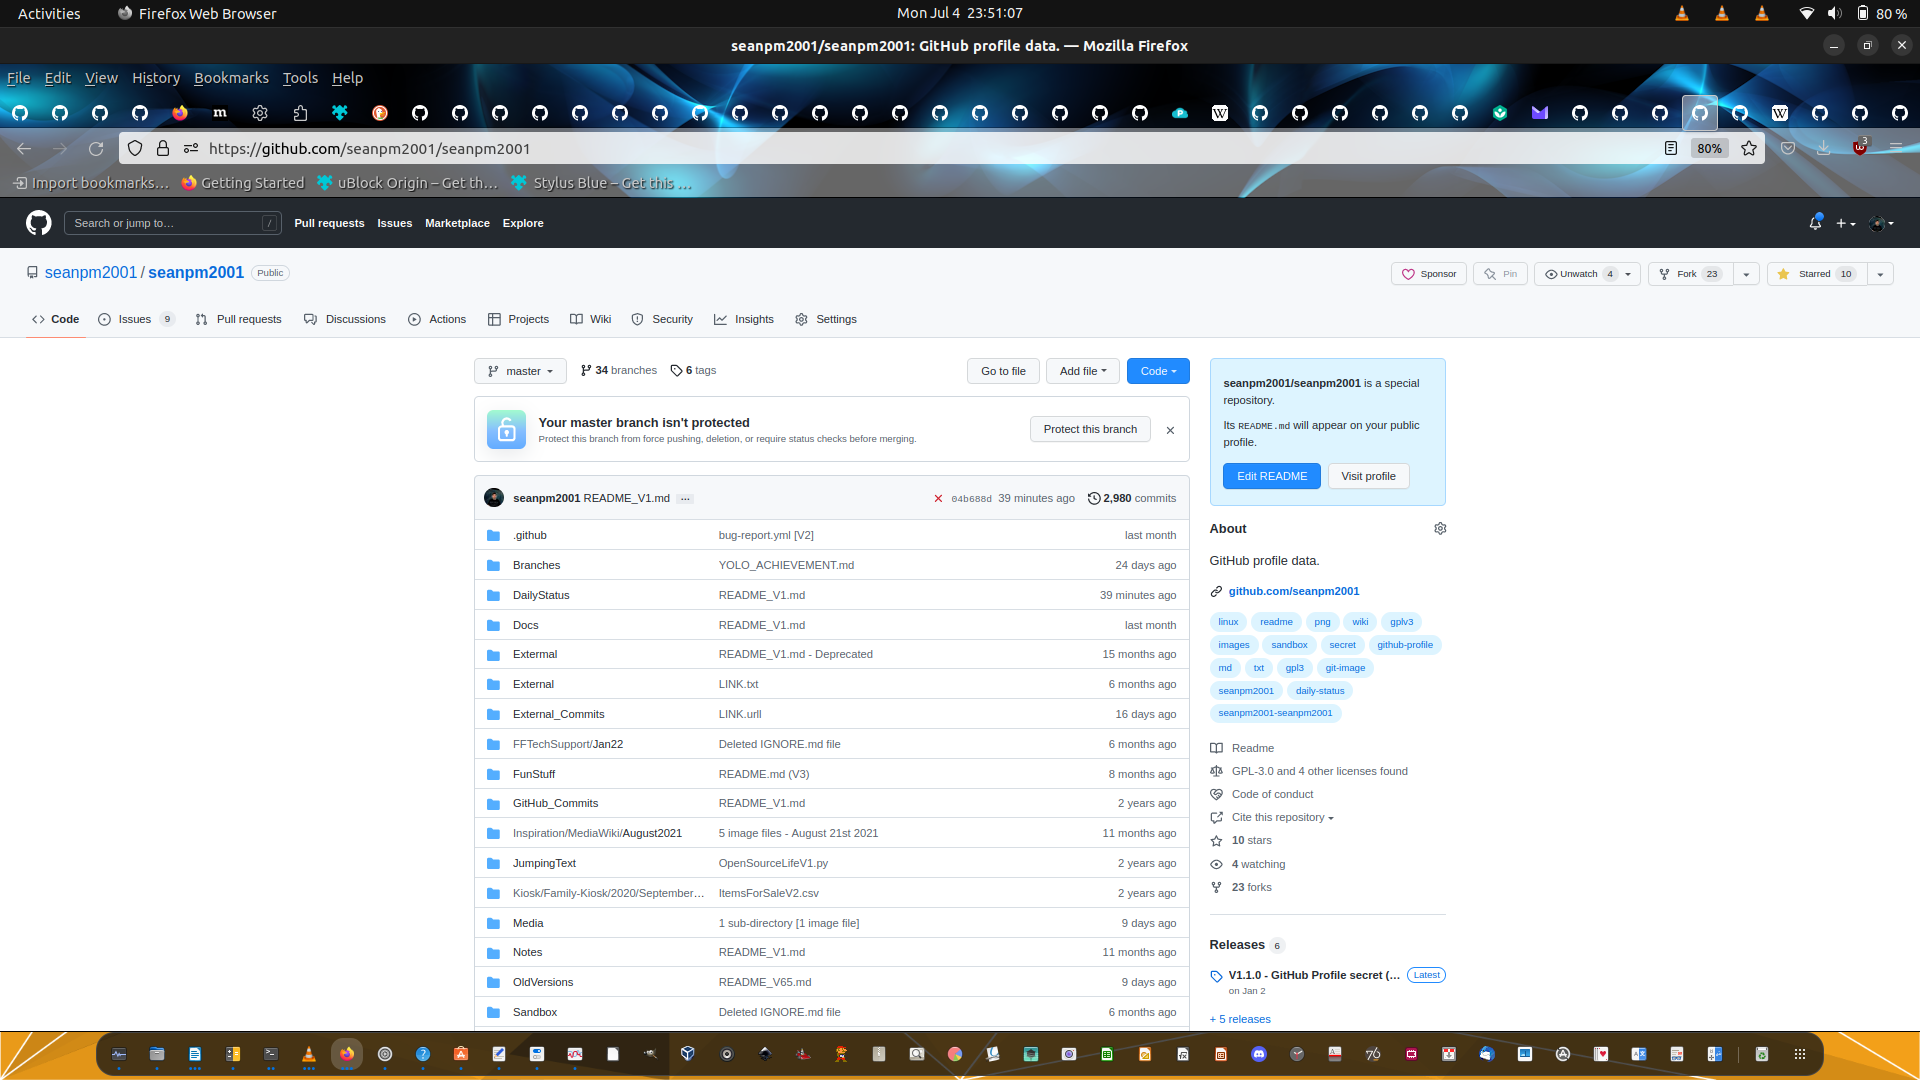 Activities
Firefox Web Browser
Mon Jul 4 23:51:07
80 %
seanpm2001/seanpm2001: GitHub profile data. — Mozilla Firefox
File Edit View History Bookmarks Tools Help
https://github.com/seanpm2001/seanpm2001
80%
3
Import bookmarks…
Getting Started
uBlock Origin – Get th…
Stylus Blue – Get this …
Search or jump to…
/
Pull requests
Issues
Marketplace
Explore
seanpm2001 / seanpm2001
Public
Sponsor
Pin
Unwatch 4
Fork 23
Starred 10
Code
Issues 9
Pull requests
Discussions
Actions
Projects
Wiki
Security
Insights
Settings
master
34 branches
6 tags
Go to file
Add file
Code
Your master branch isn't protected
Protect this branch from force pushing, deletion, or require status checks before merging.
Protect this branch
seanpm2001 README_V1.md ...
04b688d 39 minutes ago
2,980 commits
.github bug-report.yml [V2] last month
Branches YOLO_ACHIEVEMENT.md 24 days ago
DailyStatus README_V1.md 39 minutes ago
Docs README_V1.md last month
Extermal README_V1.md - Deprecated 15 months ago
External LINK.txt 6 months ago
External_Commits LINK.urll 16 days ago
FFTechSupport/Jan22 Deleted IGNORE.md file 6 months ago
FunStuff README.md (V3) 8 months ago
GitHub_Commits README_V1.md 2 years ago
Inspiration/MediaWiki/August2021 5 image files - August 21st 2021 11 months ago
JumpingText OpenSourceLifeV1.py 2 years ago
Kiosk/Family-Kiosk/2020/September… ItemsForSaleV2.csv 2 years ago
Media 1 sub-directory [1 image file] 9 days ago
Notes README_V1.md 11 months ago
OldVersions README_V65.md 9 days ago
Sandbox Deleted IGNORE.md file 6 months ago
seanpm2001/seanpm2001 is a special
repository.
Its README.md will appear on your public
profile.
Edit README
Visit profile
About
GitHub profile data.
github.com/seanpm2001
linux readme png wiki gplv3
images sandbox secret github-profile
md txt gpl3 git-image
seanpm2001 daily-status
seanpm2001-seanpm2001
Readme
GPL-3.0 and 4 other licenses found
Code of conduct
Cite this repository
10 stars
4 watching
23 forks
Releases 6
V1.1.0 - GitHub Profile secret (…
Latest
on Jan 2
+ 5 releases